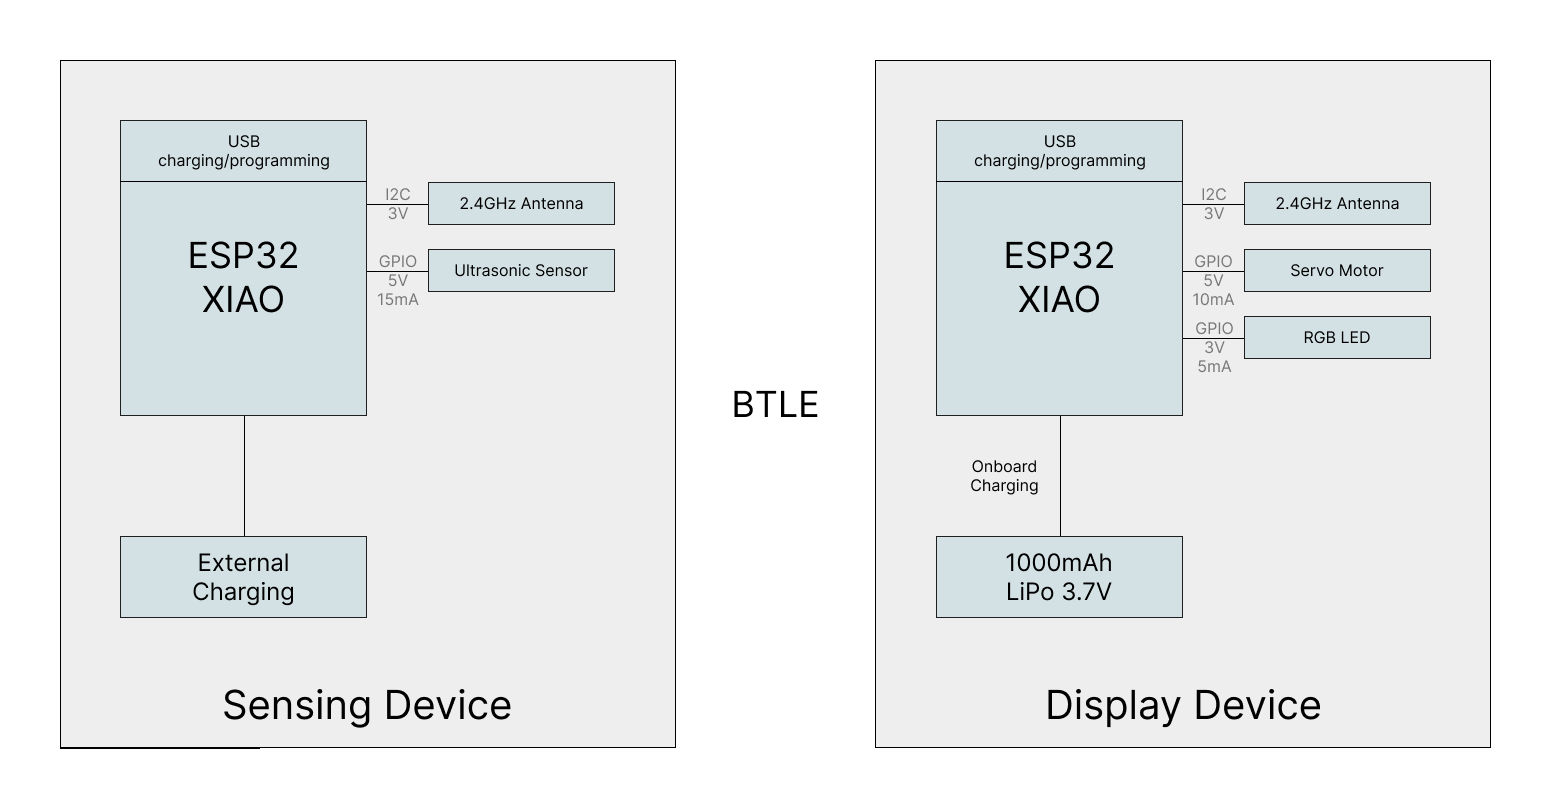 USB
charging/programming
ESP32
XIAO
I2C
3V
2.4GHz Antenna
GPIO
5V
15mA
Ultrasonic Sensor
External
Charging
Sensing Device
BTLE
USB
charging/programming
ESP32
XIAO
I2C
3V
2.4GHz Antenna
GPIO
5V
10mA
Servo Motor
GPIO
3V
5mA
RGB LED
Onboard
Charging
1000mAh
LiPo 3.7V
Display Device